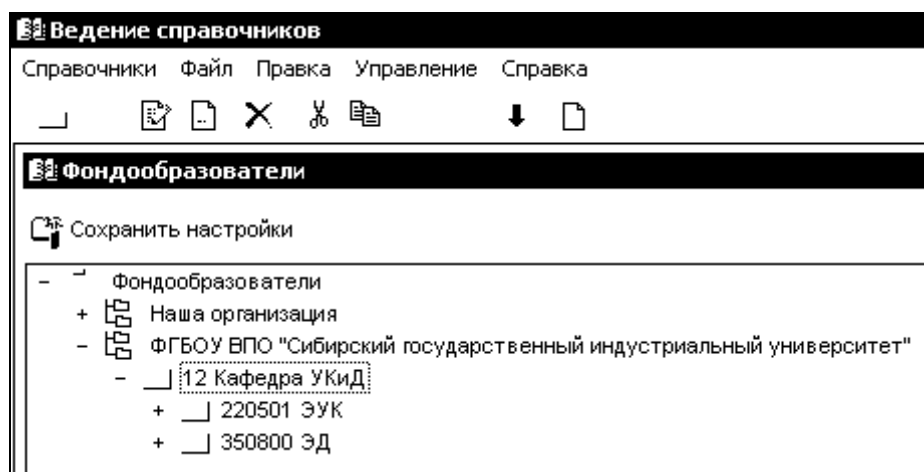 Ведение справочников
Справочники Файл Правка Управление Справка
Фондообразователи
Сохранить настройки
Фондообразователи
Наша организация
ФГБОУ ВПО "Сибирский государственный индустриальный университет"
12 Кафедра УКиД
220501 ЭУК
350800 ЭД